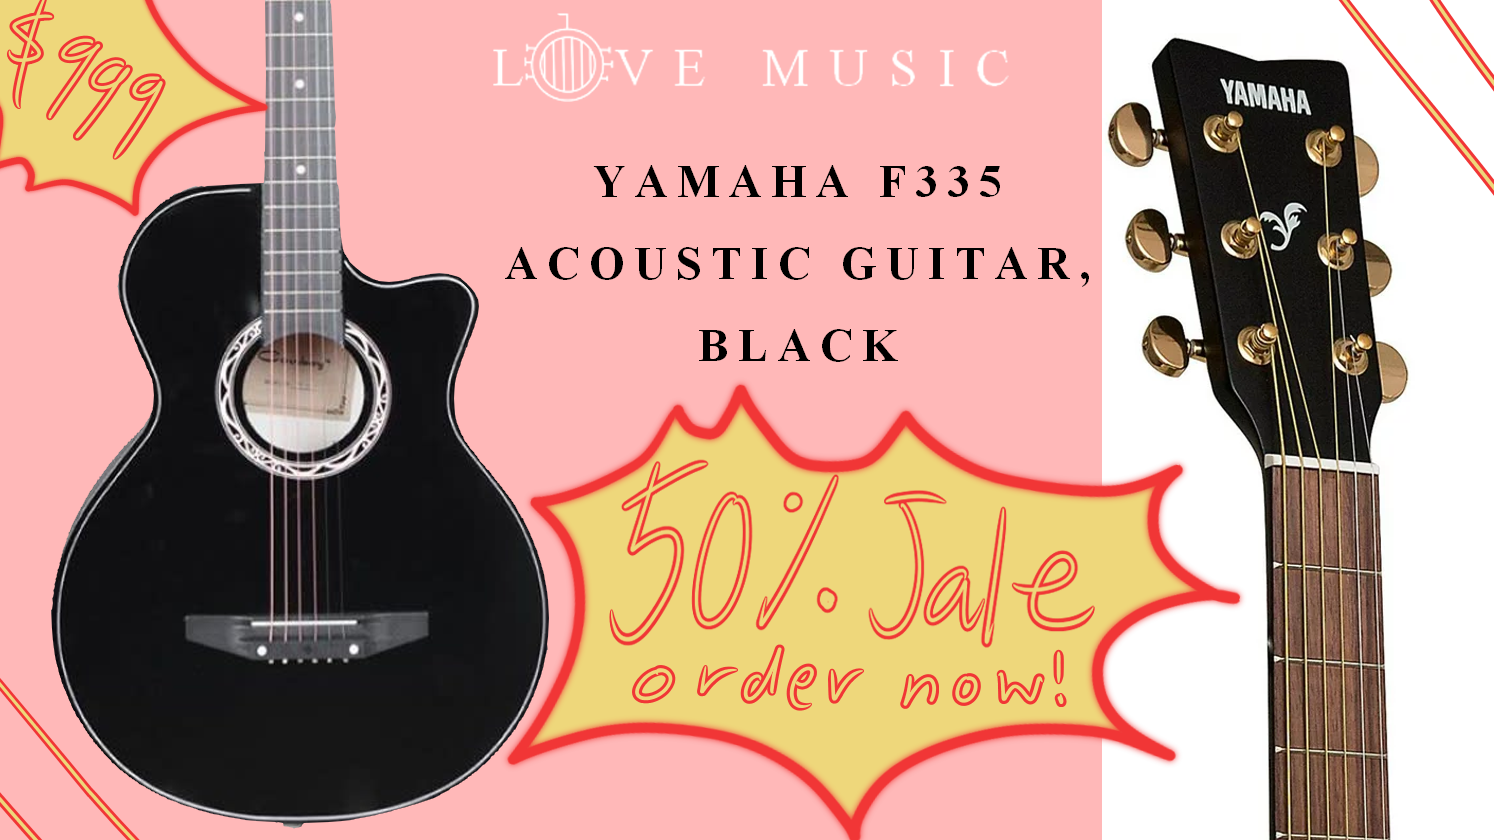 $999
LOVE MUSIC
YAMAHA
YAMAHA F335
ACOUSTIC GUITAR,
BLACK
50% Sale
order now!